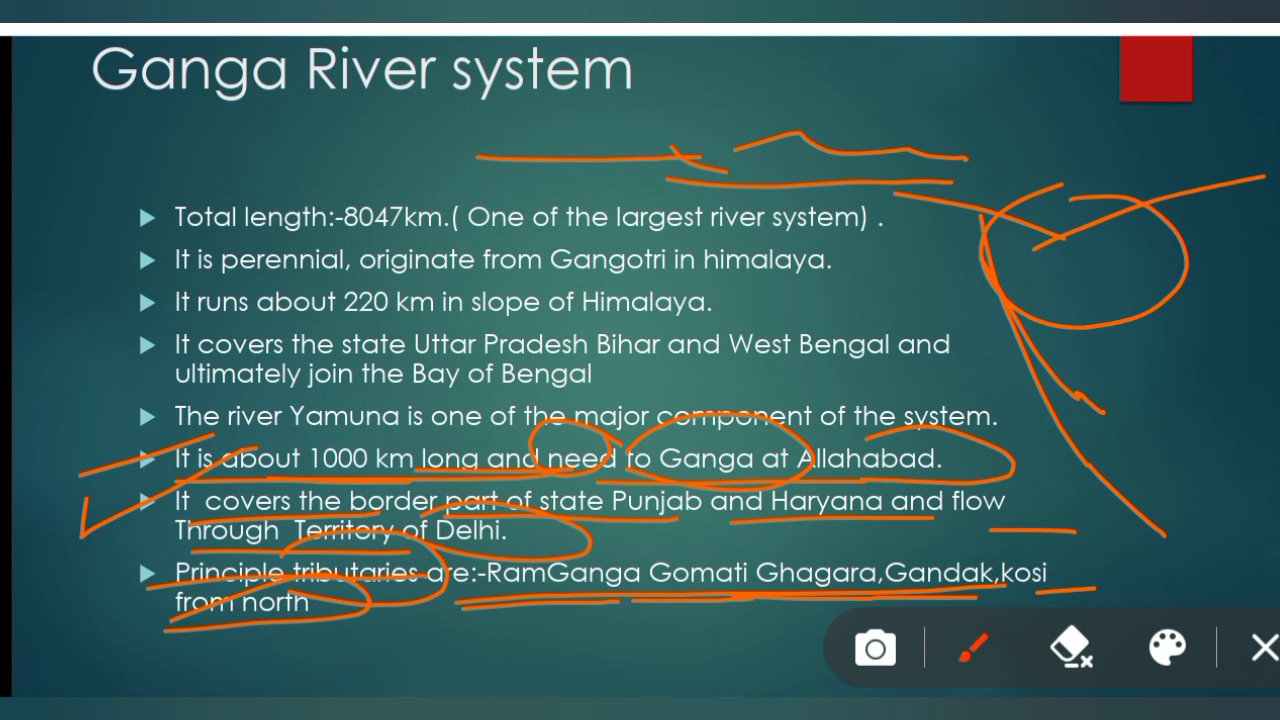 Ganga River system
Total length:-8047km.( One of the largest river system) .
It is perennial, originate from Gangotri in himalaya.
It runs about 220 km in slope of Himalaya.
It covers the state Uttar Pradesh Bihar and West Bengal and
ultimately join the Bay of Bengal
The river Yamuna is one of the major component of the system.
It is about 1000 km long and need to Ganga at Allahabad.
It covers the border part of state Punjab and Haryana and flow
Through Territory of Delhi.
Principle tributaries are:-RamGanga Gomati Ghagara,Gandak,kosi
from north